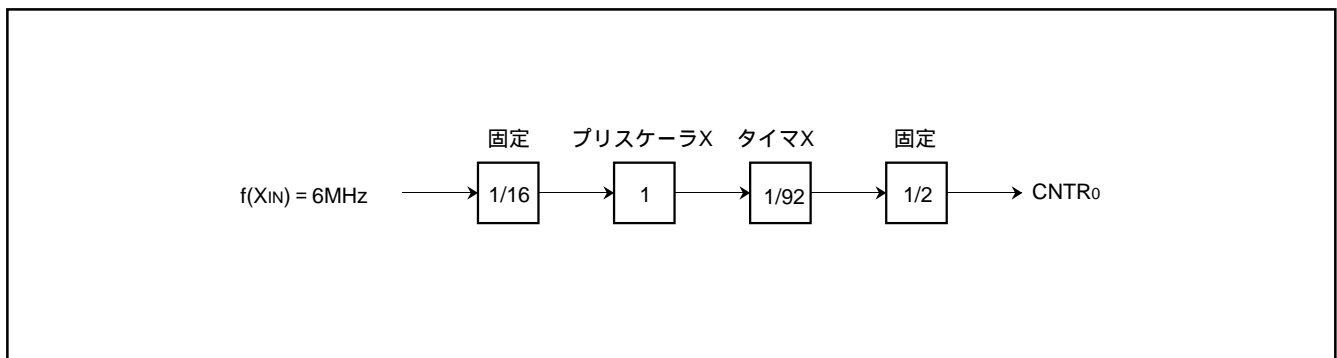 固定 プリスケーラX タイマX 固定
f(XIN) = 6MHz 1/16 1 1/92 1/2 CNTR0